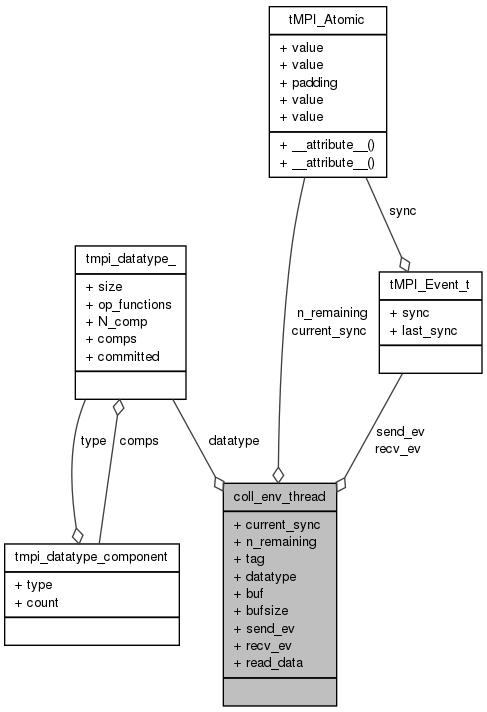 tMPI_Atomic
+ value
+ value
+ padding
+ value
+ value
+ __attribute__()
+ __attribute__()
sync
tmpi_datatype_
+ size
+ op_functions
+ N_comp
+ comps
+ committed
tMPI_Event_t
+ sync
+ last_sync
n_remaining
current_sync
type
comps
datatype
send_ev
recv_ev
tmpi_datatype_component
+ type
+ count
coll_env_thread
+ current_sync
+ n_remaining
+ tag
+ datatype
+ buf
+ bufsize
+ send_ev
+ recv_ev
+ read_data